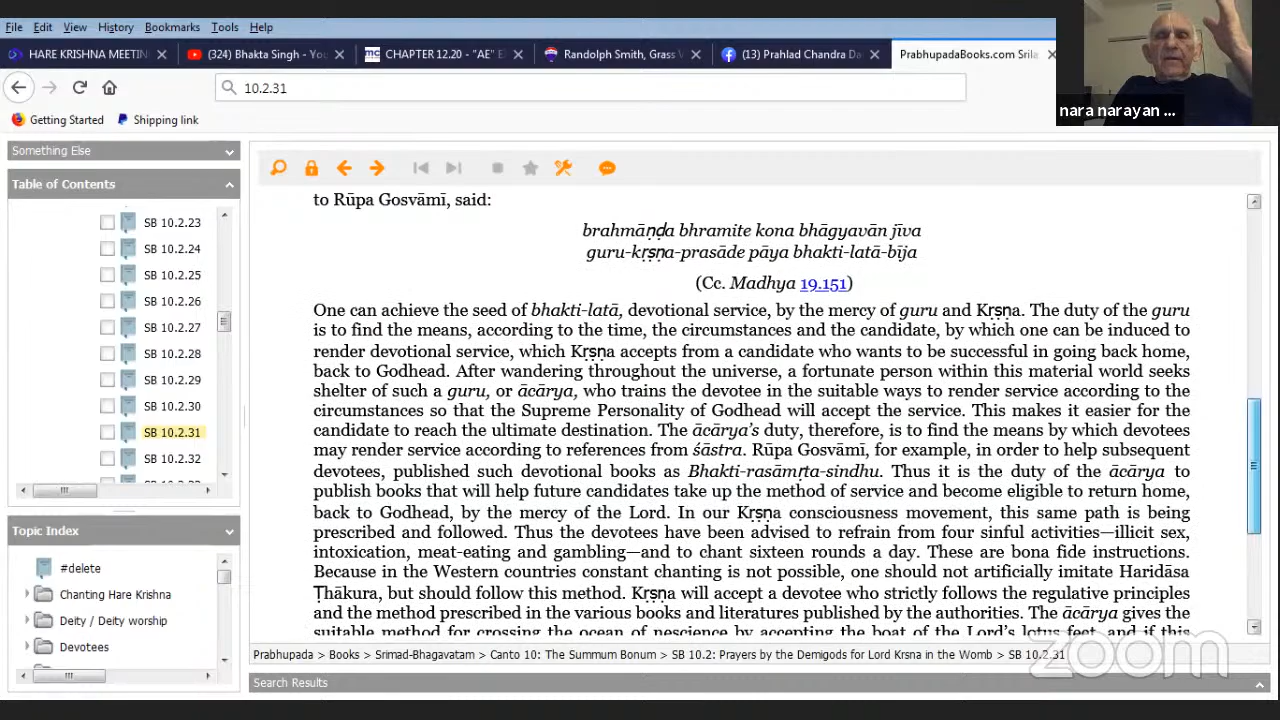 File Edit View History Bookmarks Tools Help
HARE KRISHNA MEETIN
(324) Bhakta Singh - You
CHAPTER 12.20 - "AE" E
Randolph Smith, Grass V
(13) Prahlad Chandra Da
PrabhupadaBooks.com Srila
10.2.31
nara narayan ...
Getting Started
Shipping link
Something Else
Table of Contents
SB 10.2.23
SB 10.2.24
SB 10.2.25
SB 10.2.26
SB 10.2.27
SB 10.2.28
SB 10.2.29
SB 10.2.30
SB 10.2.31
SB 10.2.32
Topic Index
#delete
Chanting Hare Krishna
Deity / Deity worship
Devotees
to Rūpa Gosvāmī, said:
brahmāṇḍa bhramite kona bhāgyavān jīva
guru-kṛṣṇa-prasāde pāya bhakti-latā-bīja
(Cc. Madhya 19.151)
One can achieve the seed of bhakti-latā, devotional service, by the mercy of guru and Kṛṣṇa. The duty of the guru
is to find the means, according to the time, the circumstances and the candidate, by which one can be induced to
render devotional service, which Kṛṣṇa accepts from a candidate who wants to be successful in going back home,
back to Godhead. After wandering throughout the universe, a fortunate person within this material world seeks
shelter of such a guru, or ācārya, who trains the devotee in the suitable ways to render service according to the
circumstances so that the Supreme Personality of Godhead will accept the service. This makes it easier for the
candidate to reach the ultimate destination. The ācārya's duty, therefore, is to find the means by which devotees
may render service according to references from śāstra. Rūpa Gosvāmī, for example, in order to help subsequent
devotees, published such devotional books as Bhakti-rasāmṛta-sindhu. Thus it is the duty of the ācārya to
publish books that will help future candidates take up the method of service and become eligible to return home,
back to Godhead, by the mercy of the Lord. In our Kṛṣṇa consciousness movement, this same path is being
prescribed and followed. Thus the devotees have been advised to refrain from four sinful activities—illicit sex,
intoxication, meat-eating and gambling—and to chant sixteen rounds a day. These are bona fide instructions.
Because in the Western countries constant chanting is not possible, one should not artificially imitate Haridāsa
Ṭhākura, but should follow this method. Kṛṣṇa will accept a devotee who strictly follows the regulative principles
and the method prescribed in the various books and literatures published by the authorities. The ācārya gives the
suitable method for crossing the ocean of nescience by accepting the boat of the Lord's lotus feet, and if this
Prabhupada > Books > Srimad-Bhagavatam > Canto 10: The Summum Bonum > SB 10.2: Prayers by the Demigods for Lord Krsna in the Womb > SB 10.2.31
Search Results
zoom